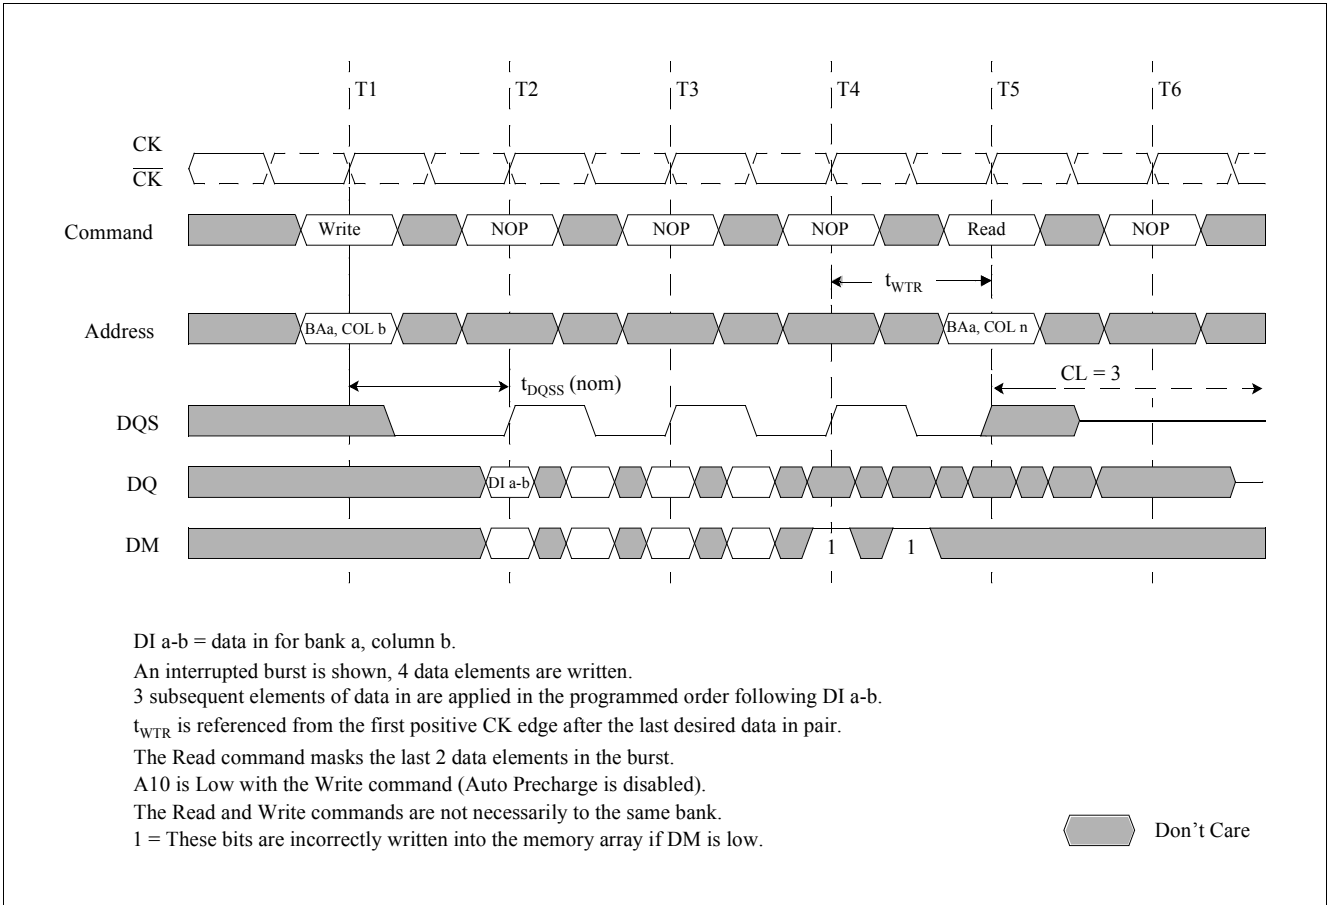 T1 T2 T3 T4 T5 T6
CK
CK
Command Write NOP NOP NOP Read NOP
tWTR
Address BAa, COL b BAa, COL n
tDQSS (nom) CL = 3
DQS
DQ DI a-b
DM 1 1
DI a-b = data in for bank a, column b.
An interrupted burst is shown, 4 data elements are written.
3 subsequent elements of data in are applied in the programmed order following DI a-b.
tWTR is referenced from the first positive CK edge after the last desired data in pair.
The Read command masks the last 2 data elements in the burst.
A10 is Low with the Write command (Auto Precharge is disabled).
The Read and Write commands are not necessarily to the same bank.
1 = These bits are incorrectly written into the memory array if DM is low.
Don’t Care